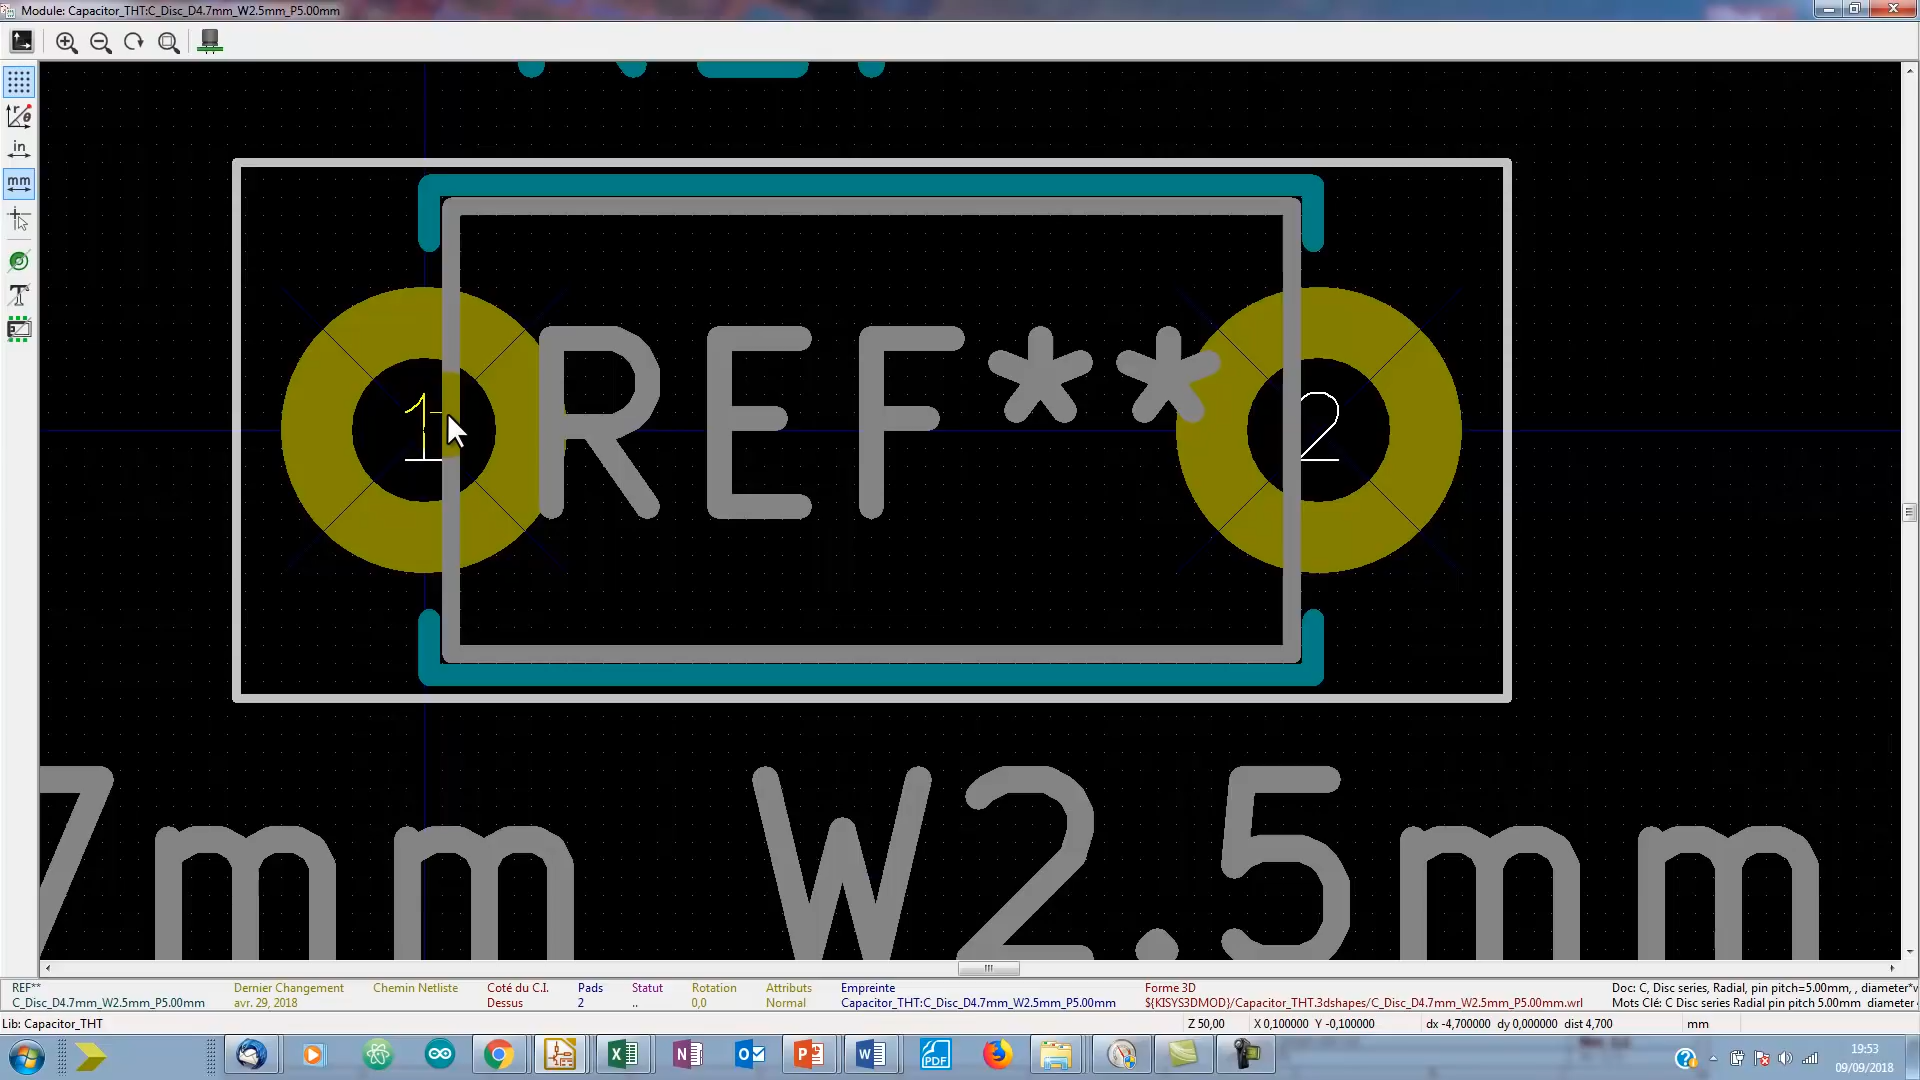 Module: Capacitor_THT:C_Disc_D4.7mm_W2.5mm_P5.00mm
in
mm
1
REF**
2
7mm W2.5mm
REF** Dernier Changement Chemin Netliste Coté du C.I. Pads Statut Rotation Attributs Empreinte Forme 3D Doc: C, Disc series, Radial, pin pitch=5.00mm, , diameter*v
C_Disc_D4.7mm_W2.5mm_P5.00mm avr. 29, 2018 Dessus 2 .. 0,0 Normal Capacitor_THT:C_Disc_D4.7mm_W2.5mm_P5.00mm ${KISYS3DMOD}/Capacitor_THT.3dshapes/C_Disc_D4.7mm_W2.5mm_P5.00mm.wrl Mots Clé: C Disc series Radial pin pitch 5.00mm diameter
Lib: Capacitor_THT Z 50,00 X 0,100000 Y -0,100000 dx -4,700000 dy 0,000000 dist 4,700 mm
PDF
19:53
09/09/2018